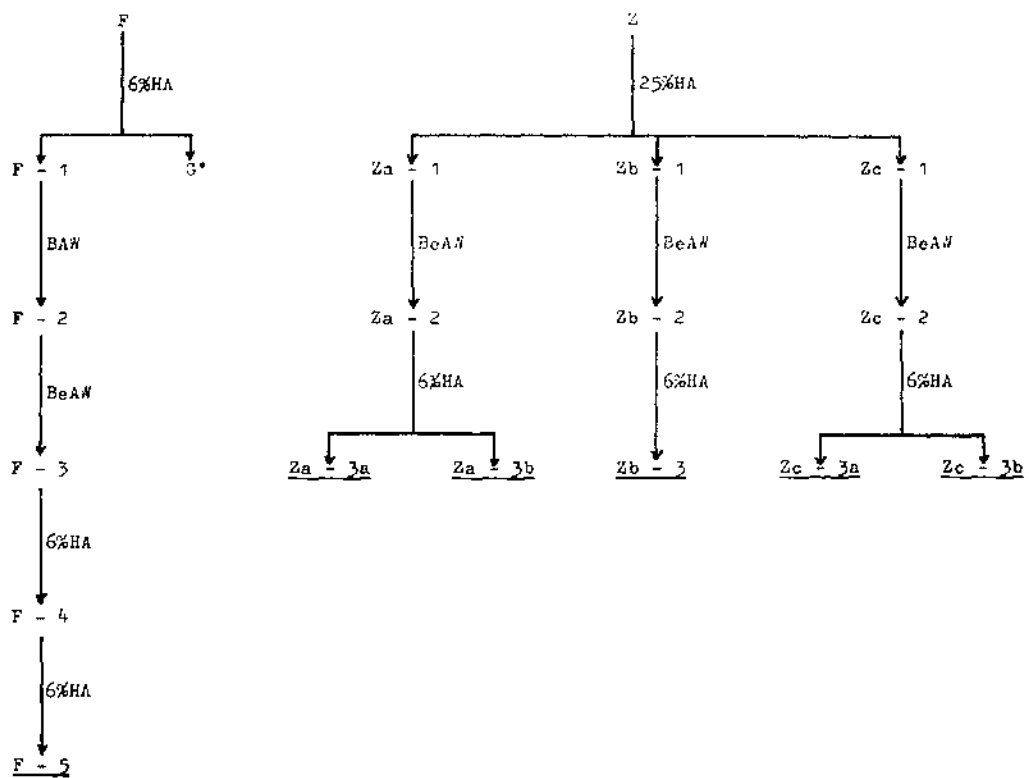 F Z
6%HA 25%HA
F - 1 G' Za - 1 Zb - 1 Zc - 1
BAW BeAW BeAW BeAW
F - 2 Za - 2 Zb - 2 Zc - 2
BeAW 6%HA 6%HA 6%HA
F - 3 Za - 3a Za - 3b Zb - 3 Zc - 3a Zc - 3b
6%HA
F - 4
6%HA
F - 5